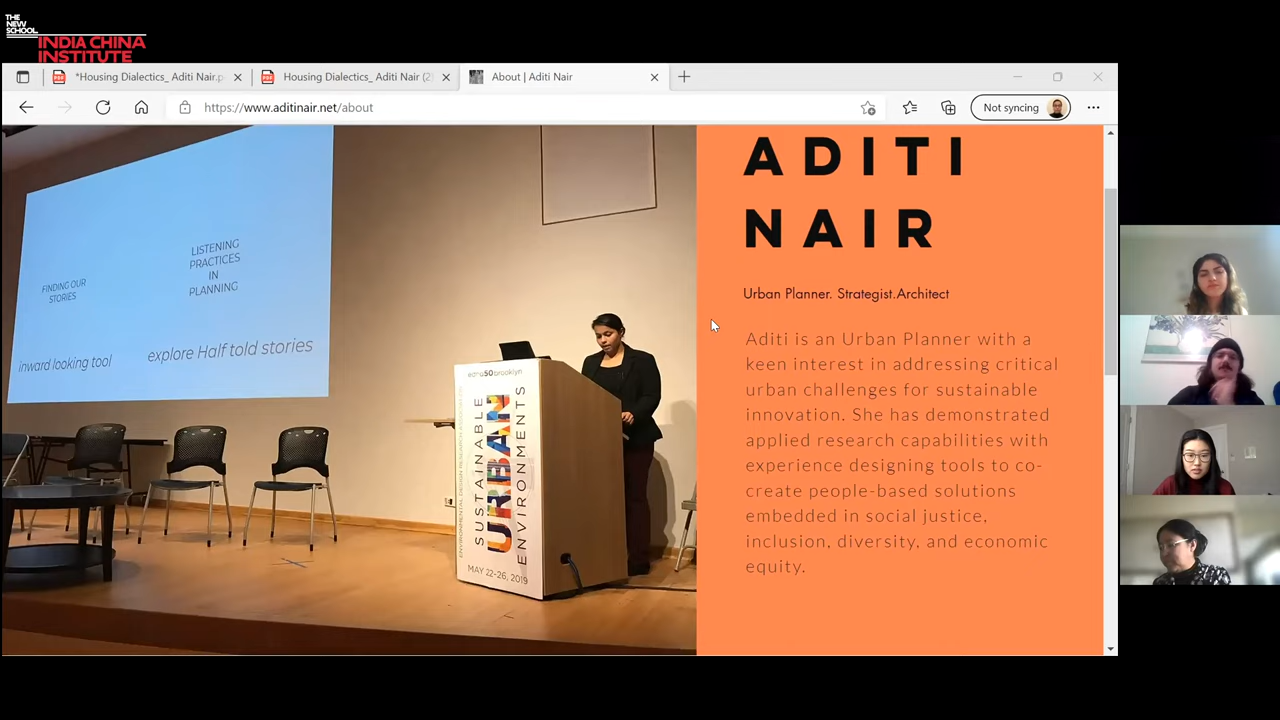 THE
NEW
SCHOOL
INDIA CHINA
INSTITUTE
*Housing Dialectics_ Aditi Nair.p
Housing Dialectics_ Aditi Nair (2)
About | Aditi Nair
https://www.aditinair.net/about
Not syncing
FINDING OUR
STORIES
inward looking tool
LISTENING
PRACTICES
IN
PLANNING
explore Half told stories
edra50brooklyn
SUSTAINABLE
URBAN
ENVIRONMENTS
MAY 22-26, 2019
ADITI
NAIR
Urban Planner. Strategist.Architect
Aditi is an Urban Planner with a
keen interest in addressing critical
urban challenges for sustainable
innovation. She has demonstrated
applied research capabilities with
experience designing tools to co-
create people-based solutions
embedded in social justice,
inclusion, diversity, and economic
equity.